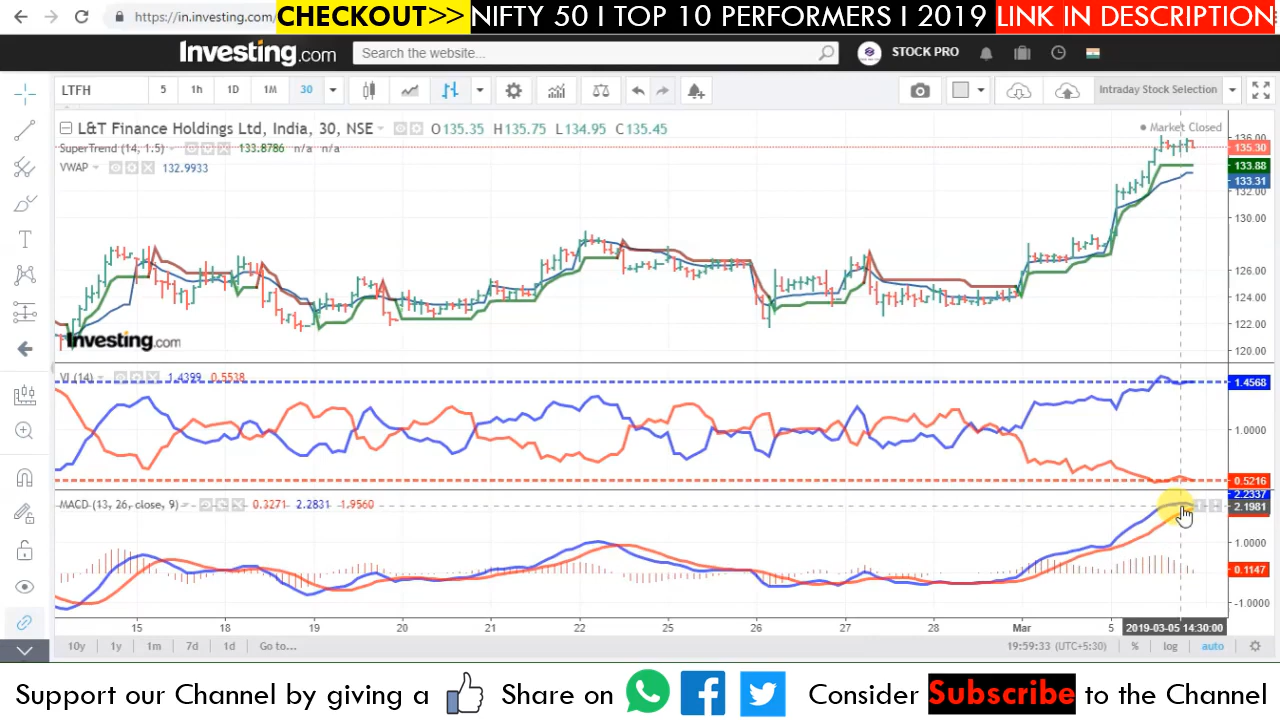 https://in.investing.c
CHECKOUT>> NIFTY 50 I TOP 10 PERFORMERS I 2019 LINK IN DESCRIPTION
Investing.com Search the website... STOCK PRO
LTFH 5 1h 1D 1M 30 Intraday Stock Selection
L&T Finance Holdings Ltd, India, 30, NSE O135.35 H135.75 L134.95 C135.45 Market Closed
136.00
SuperTrend (14, 1.5) 133.8786 n/a n/a 135.30
VWAP 132.9933 133.88
133.31
132.00
130.00
126.00
124.00
122.00
Investing.com
120.00
VI (14) 1.4399 0.5538 1.4568
1.0000
0.5216
2.2337
MACD (13, 26, close, 9) 0.3271 2.2831 1.9560 2.1981
1.0000
0.1147
-1.0000
15 18 19 20 21 22 25 26 27 28 Mar 5 2019-03-05 14:30:00
10y 1y 1m 7d 1d Go to... 19:59:33 (UTC+5:30) % log auto
Support our Channel by giving a Share on Consider Subscribe to the Channel